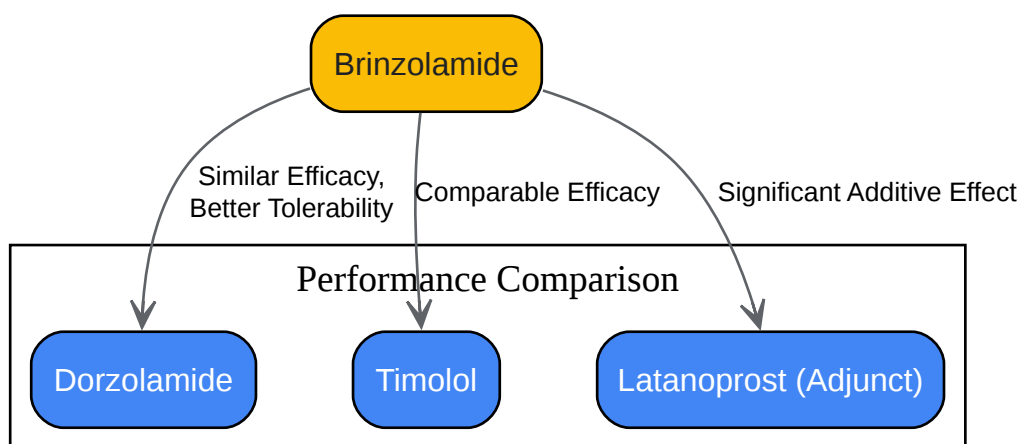 Brinzolamide
Similar Efficacy,
Better Tolerability
Comparable Efficacy
Significant Additive Effect
Performance Comparison
Dorzolamide
Timolol
Latanoprost (Adjunct)